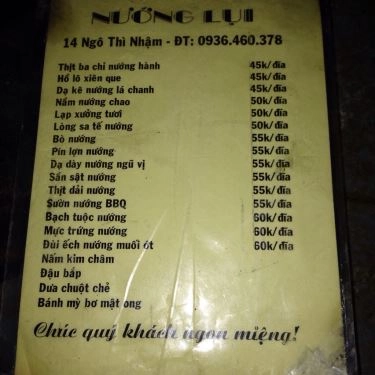 NƯỚNG LỤI
14 Ngô Thì Nhậm - ĐT: 0936.460.378
Thịt ba chỉ nướng hành 45k/đĩa
Hồ lô xiên que 45k/đĩa
Dạ kê nướng lá chanh 45k/đĩa
Nầm nướng chao 50k/đĩa
Lạp xưởng tươi 50k/đĩa
Lòng sa tế nướng 50k/đĩa
Bò nướng 55k/đĩa
Pín lợn nướng 55k/đĩa
Dạ dày nướng ngũ vị 55k/đĩa
Sần sật nướng 55k/đĩa
Thịt dải nướng 55k/đĩa
Sườn nướng BBQ 55k/đĩa
Bạch tuộc nướng 60k/đĩa
Mực trứng nướng 60k/đĩa
Đùi ếch nướng muối ớt 60k/đĩa
Nấm kim châm
Đậu bắp
Dưa chuột chẻ
Bánh mỳ bơ mật ong
Chúc quý khách ngon miệng!